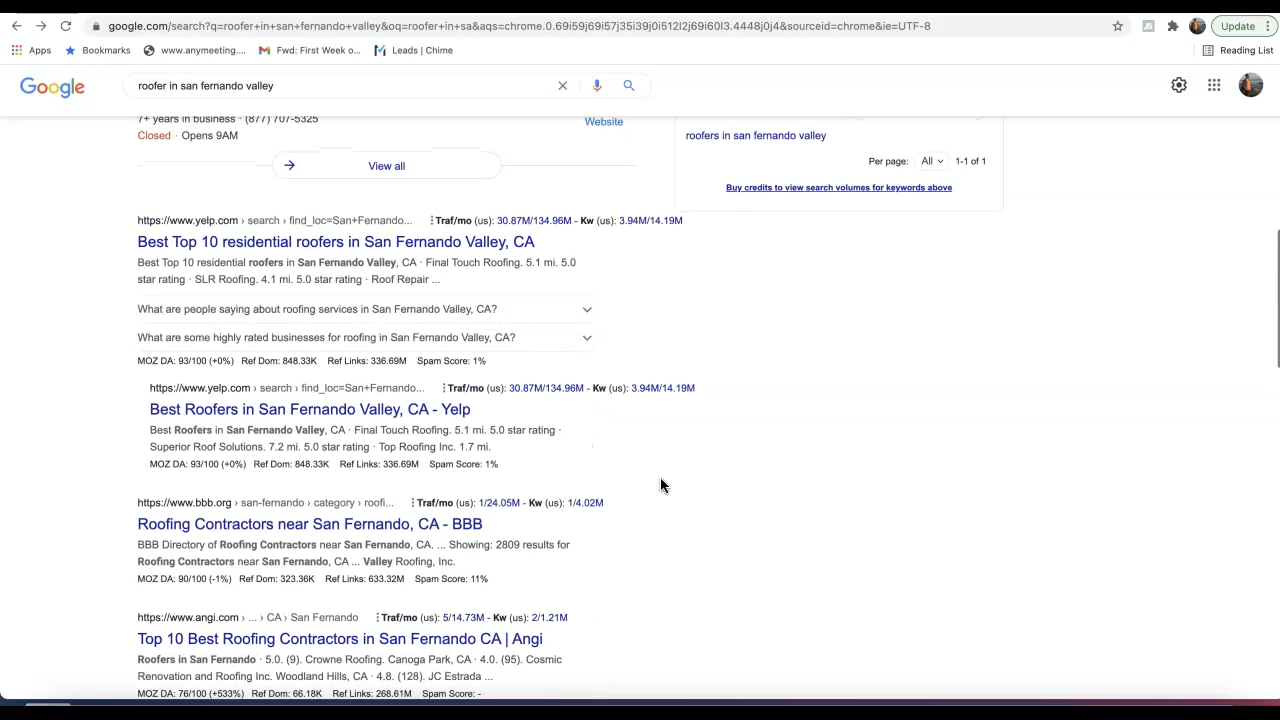 google.com/search?q=roofer+in+san+fernando+valley&oq=roofer+in+sa&aqs=chrome.0.69i59j69i57j35i39j0i512l2j69i60l3.4448j0j4&sourceid=chrome&ie=UTF-8
Update
Apps Bookmarks www.anymeeting.... Fwd: First Week o... Leads | Chime Reading List
Google roofer in san fernando valley
7+ years in business · (877) 707-5325
Website
Closed · Opens 9AM
View all
roofers in san fernando valley
Per page: All 1-1 of 1
Buy credits to view search volumes for keywords above
https://www.yelp.com › search › find_loc=San+Fernando... Traf/mo (us): 30.87M/134.96M - Kw (us): 3.94M/14.19M
Best Top 10 residential roofers in San Fernando Valley, CA
Best Top 10 residential roofers in San Fernando Valley, CA · Final Touch Roofing. 5.1 mi. 5.0
star rating · SLR Roofing. 4.1 mi. 5.0 star rating · Roof Repair ...
What are people saying about roofing services in San Fernando Valley, CA?
What are some highly rated businesses for roofing in San Fernando Valley, CA?
MOZ DA: 93/100 (+0%) Ref Dom: 848.33K Ref Links: 336.69M Spam Score: 1%
https://www.yelp.com › search › find_loc=San+Fernando... Traf/mo (us): 30.87M/134.96M - Kw (us): 3.94M/14.19M
Best Roofers in San Fernando Valley, CA - Yelp
Best Roofers in San Fernando Valley, CA · Final Touch Roofing. 5.1 mi. 5.0 star rating ·
Superior Roof Solutions. 7.2 mi. 5.0 star rating · Top Roofing Inc. 1.7 mi.
MOZ DA: 93/100 (+0%) Ref Dom: 848.33K Ref Links: 336.69M Spam Score: 1%
https://www.bbb.org › san-fernando › category › roofi... Traf/mo (us): 1/24.05M - Kw (us): 1/4.02M
Roofing Contractors near San Fernando, CA - BBB
BBB Directory of Roofing Contractors near San Fernando, CA. ... Showing: 2809 results for
Roofing Contractors near San Fernando, CA ... Valley Roofing, Inc.
MOZ DA: 90/100 (-1%) Ref Dom: 323.36K Ref Links: 633.32M Spam Score: 11%
https://www.angi.com › ... › CA › San Fernando Traf/mo (us): 5/14.73M - Kw (us): 2/1.21M
Top 10 Best Roofing Contractors in San Fernando CA | Angi
Roofers in San Fernando · 5.0. (9). Crowne Roofing. Canoga Park, CA · 4.0. (95). Cosmic
Renovation and Roofing Inc. Woodland Hills, CA · 4.8. (128). JC Estrada ...
MOZ DA: 76/100 (+533%) Ref Dom: 66.18K Ref Links: 268.61M Spam Score: -